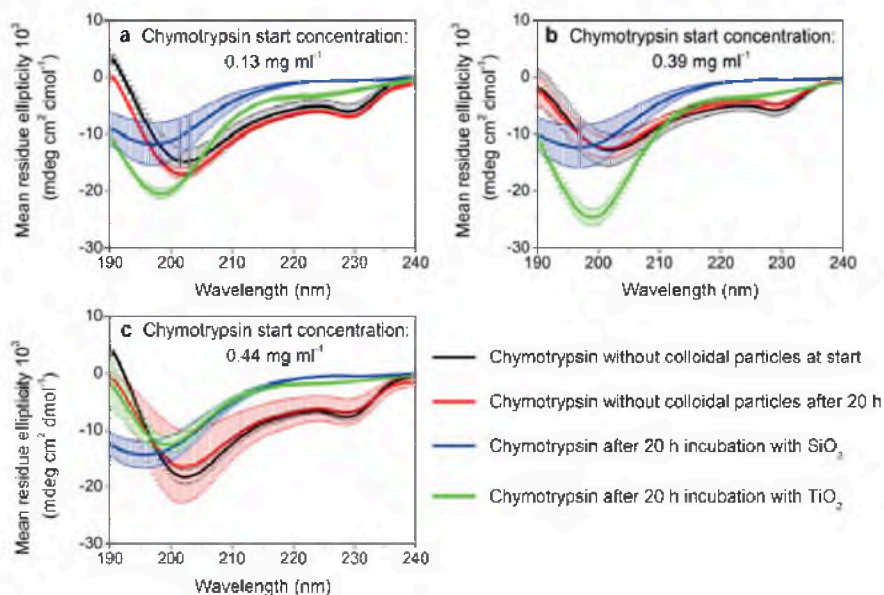 a Chymotrypsin start concentration:
0.13 mg ml⁻¹
Mean residue ellipticity 10³
(mdeg cm² dmol⁻¹)
0
-10
-20
-30
190 200 210 220 230 240
Wavelength (nm)
b Chymotrypsin start concentration:
0.39 mg ml⁻¹
Mean residue ellipticity 10³
(mdeg cm² dmol⁻¹)
0
-10
-20
-30
190 200 210 220 230 240
Wavelength (nm)
c Chymotrypsin start concentration:
0.44 mg ml⁻¹
Mean residue ellipticity 10³
(mdeg cm² dmol⁻¹)
0
-10
-20
-30
190 200 210 220 230 240
Wavelength (nm)
Chymotrypsin without colloidal particles at start
Chymotrypsin without colloidal particles after 20 h
Chymotrypsin after 20 h incubation with SiO₂
Chymotrypsin after 20 h incubation with TiO₂